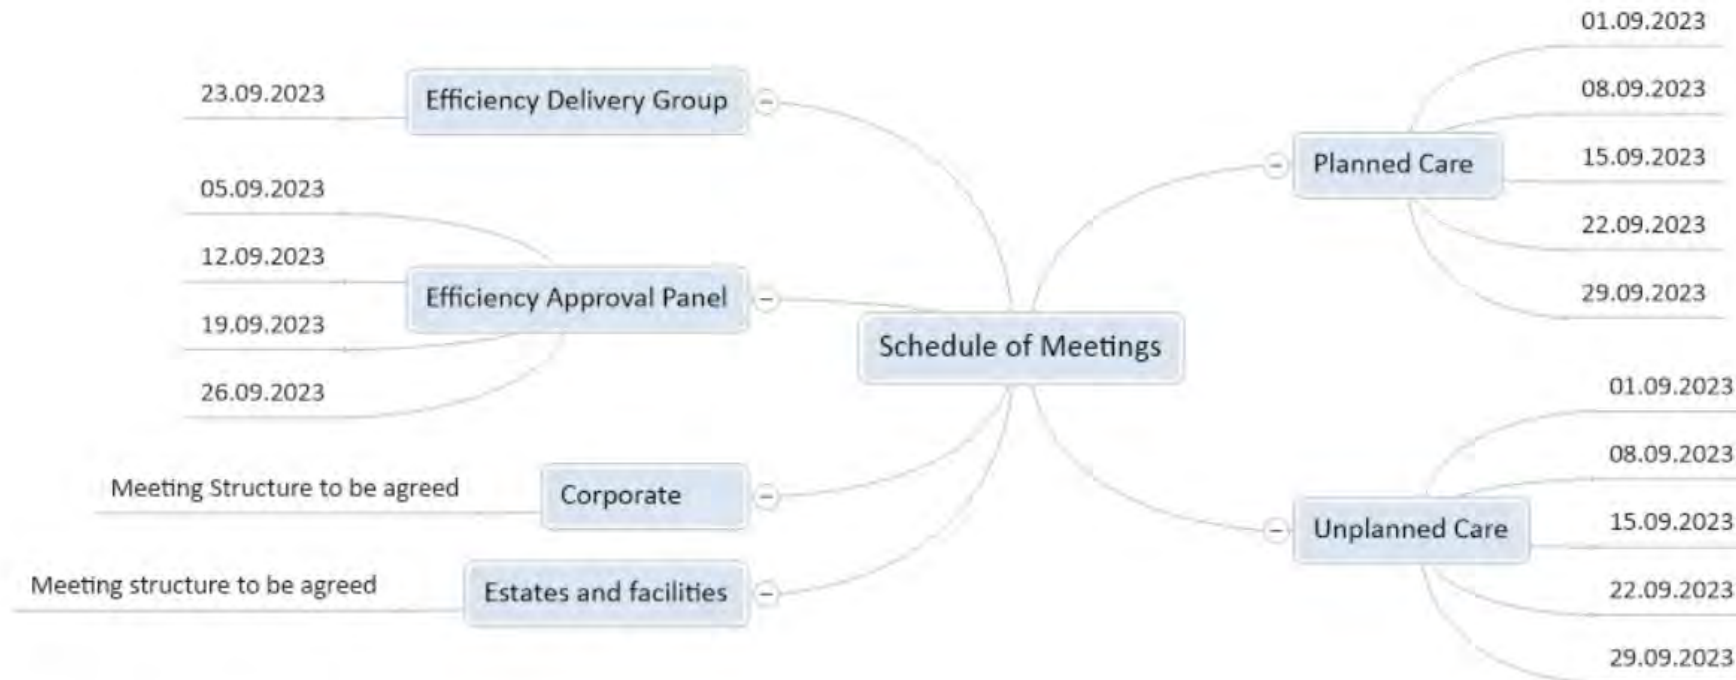 Schedule of Meetings
Efficiency Delivery Group
23.09.2023
Efficiency Approval Panel
05.09.2023
12.09.2023
19.09.2023
26.09.2023
Corporate
Meeting Structure to be agreed
Estates and facilities
Meeting structure to be agreed
Planned Care
01.09.2023
08.09.2023
15.09.2023
22.09.2023
29.09.2023
Unplanned Care
01.09.2023
08.09.2023
15.09.2023
22.09.2023
29.09.2023